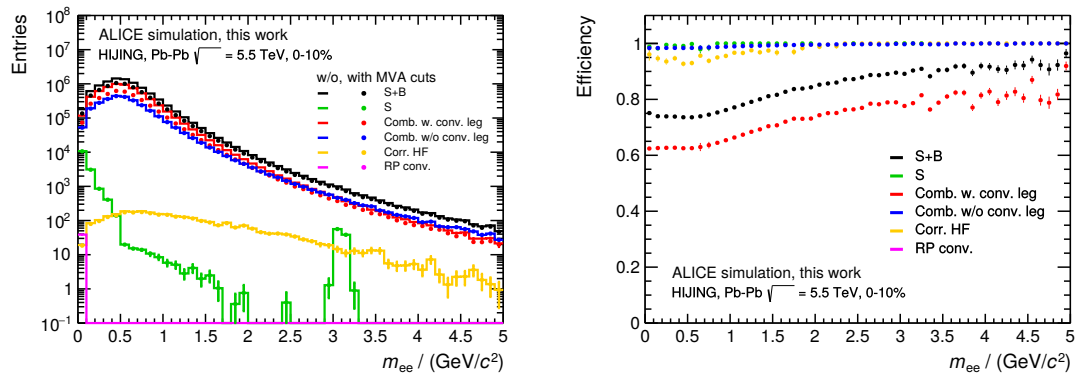 Entries
10⁸
10⁷
10⁶
10⁵
10⁴
10³
10²
10
1
10⁻¹
ALICE simulation, this work
HIJING, Pb-Pb √ = 5.5 TeV, 0-10%
w/o, with MVA cuts
S+B
S
Comb. w. conv. leg
Comb. w/o conv. leg
Corr. HF
RP conv.
0 0.5 1 1.5 2 2.5 3 3.5 4 4.5 5
m_ee / (GeV/c²)
Efficiency
1
0.8
0.6
0.4
0.2
0
S+B
S
Comb. w. conv. leg
Comb. w/o conv. leg
Corr. HF
RP conv.
ALICE simulation, this work
HIJING, Pb-Pb √ = 5.5 TeV, 0-10%
0 0.5 1 1.5 2 2.5 3 3.5 4 4.5 5
m_ee / (GeV/c²)